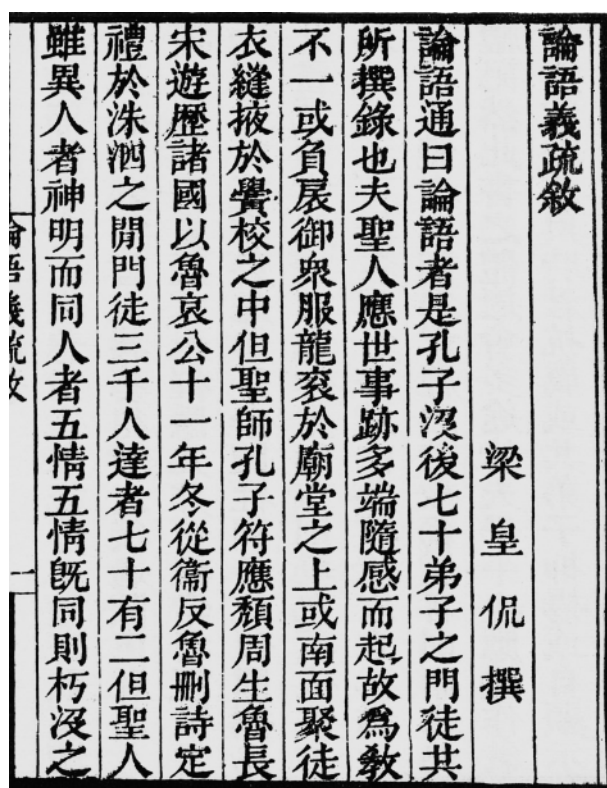 論語義疏敘
梁皇侃撰
論語通曰論語者是孔子沒後七十弟子之門徒共
所撰錄也夫聖人應世事跡多端隨感而起故爲敎
不一或負扆御衆服龍衮於廟堂之上或南面聚徒
衣縫掖於黌校之中但聖師孔子符應頹周生魯長
宋遊歷諸國以魯哀公十一年冬從衞反魯刪詩定
禮於洙泗之閒門徒三千人達者七十有二但聖人
雖異人者神明而同人者五情五情旣同則朽沒之
論語義疏敘 一